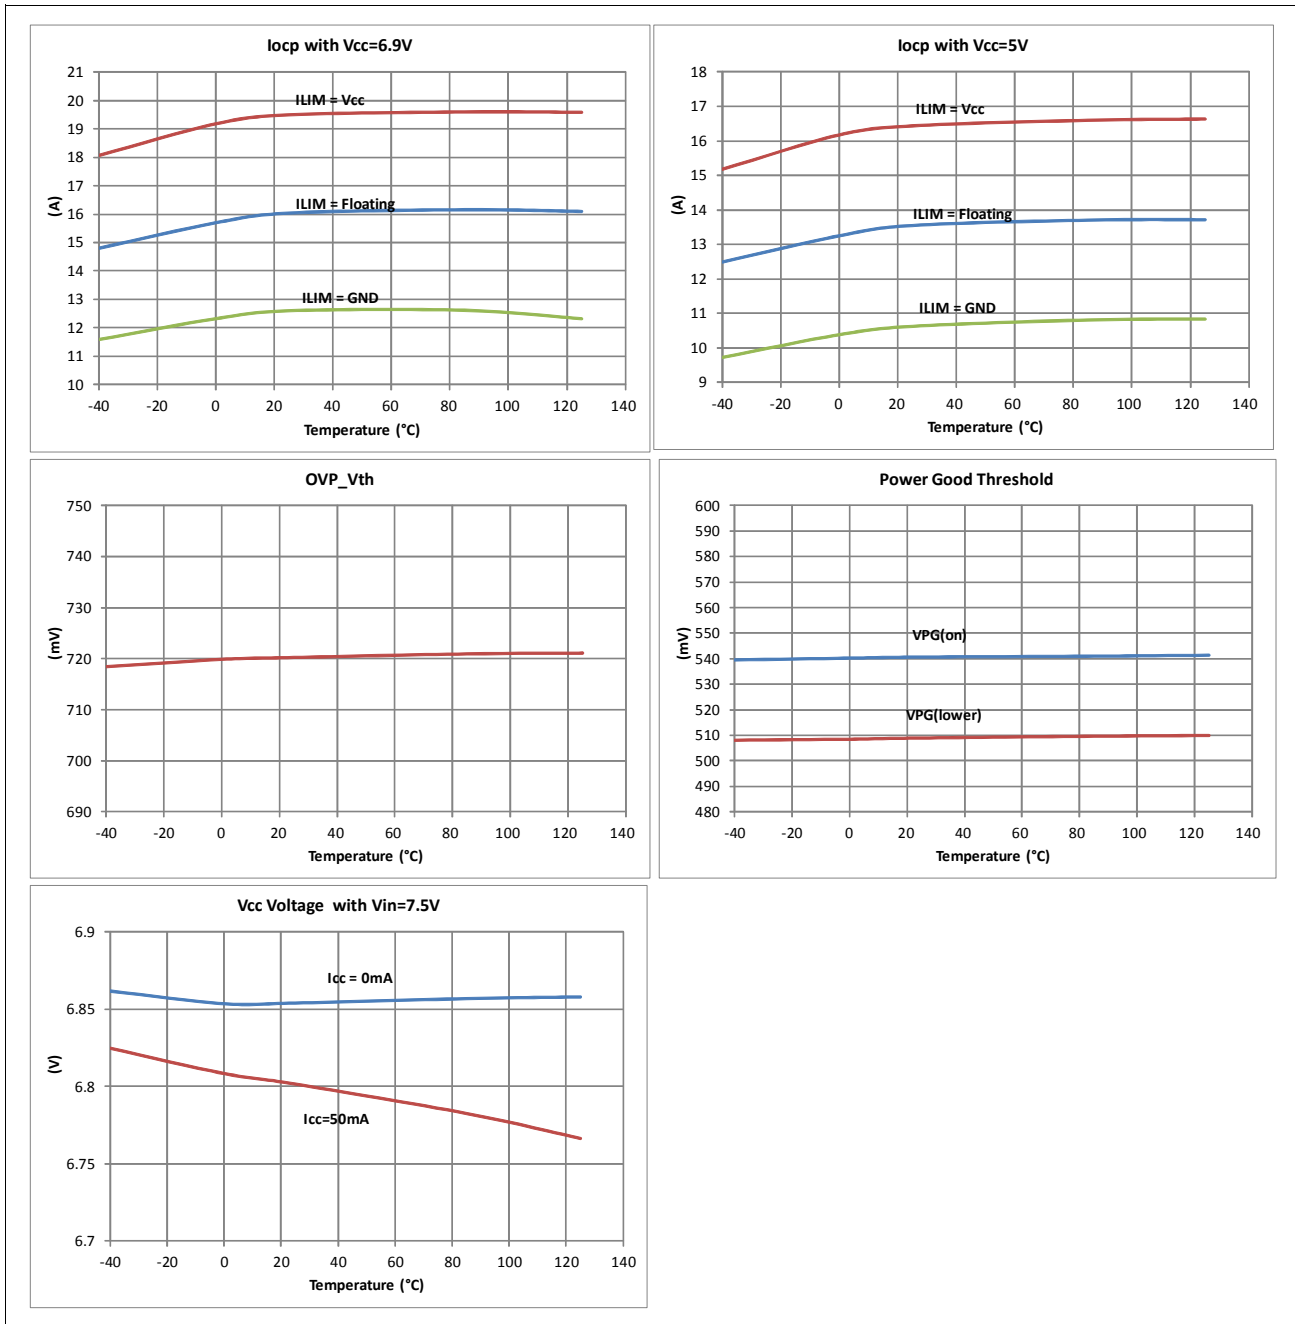 Iocp with Vcc=6.9V
21
20
19
18
17
16
15
14
13
12
11
10
(A)
ILIM = Vcc
ILIM = Floating
ILIM = GND
-40 -20 0 20 40 60 80 100 120 140
Temperature (°C)
Iocp with Vcc=5V
18
17
16
15
14
13
12
11
10
9
(A)
ILIM = Vcc
ILIM = Floating
ILIM = GND
-40 -20 0 20 40 60 80 100 120 140
Temperature (°C)
OVP_Vth
750
740
730
720
710
700
690
(mV)
-40 -20 0 20 40 60 80 100 120 140
Temperature (°C)
Power Good Threshold
600
590
580
570
560
550
540
530
520
510
500
490
480
(mV)
VPG(on)
VPG(lower)
-40 -20 0 20 40 60 80 100 120 140
Temperature (°C)
Vcc Voltage with Vin=7.5V
6.9
6.85
6.8
6.75
6.7
(V)
Icc = 0mA
Icc=50mA
-40 -20 0 20 40 60 80 100 120 140
Temperature (°C)